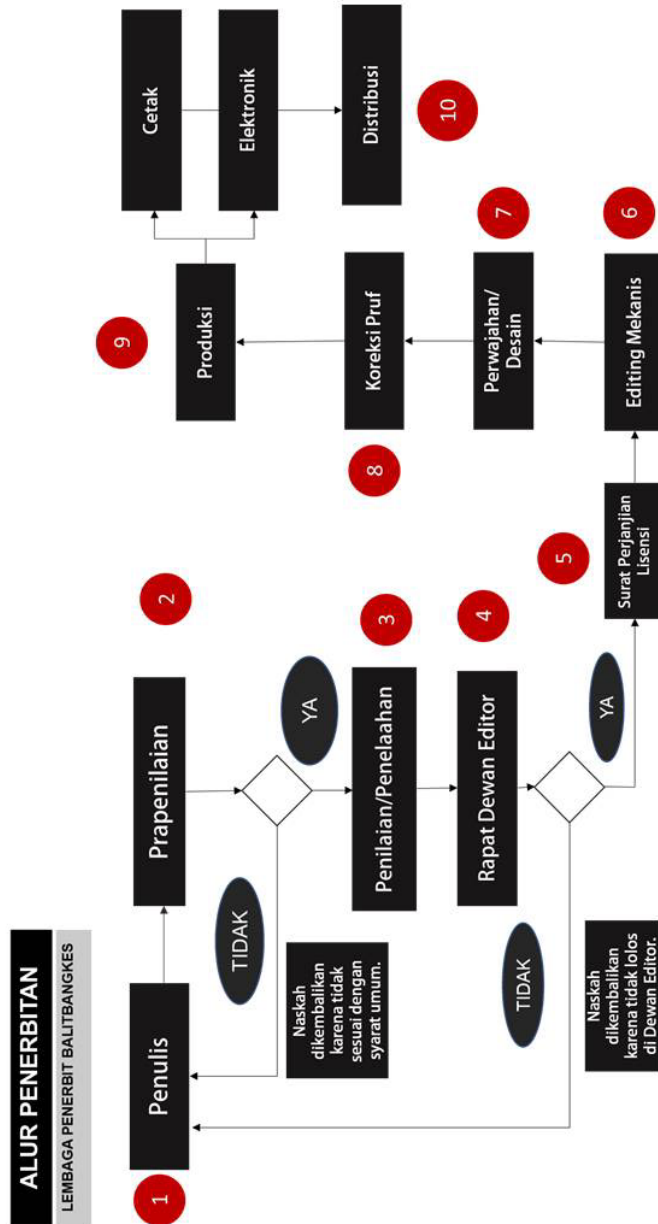 ALUR PENERBITAN
LEMBAGA PENERBIT BALITBANGKES
1
Penulis
Prapenilaian
2
TIDAK
YA
Naskah
dikembalikan
karena tidak
sesuai dengan
syarat umum.
Penilaian/Penelaahan
3
Rapat Dewan Editor
4
TIDAK
YA
Naskah
dikembalikan
karena tidak lolos
di Dewan Editor.
5
Surat Perjanjian
Lisensi
Editing Mekanis
6
Perwajahan/
Desain
7
Koreksi Pruf
8
Produksi
9
Cetak
Elektronik
Distribusi
10